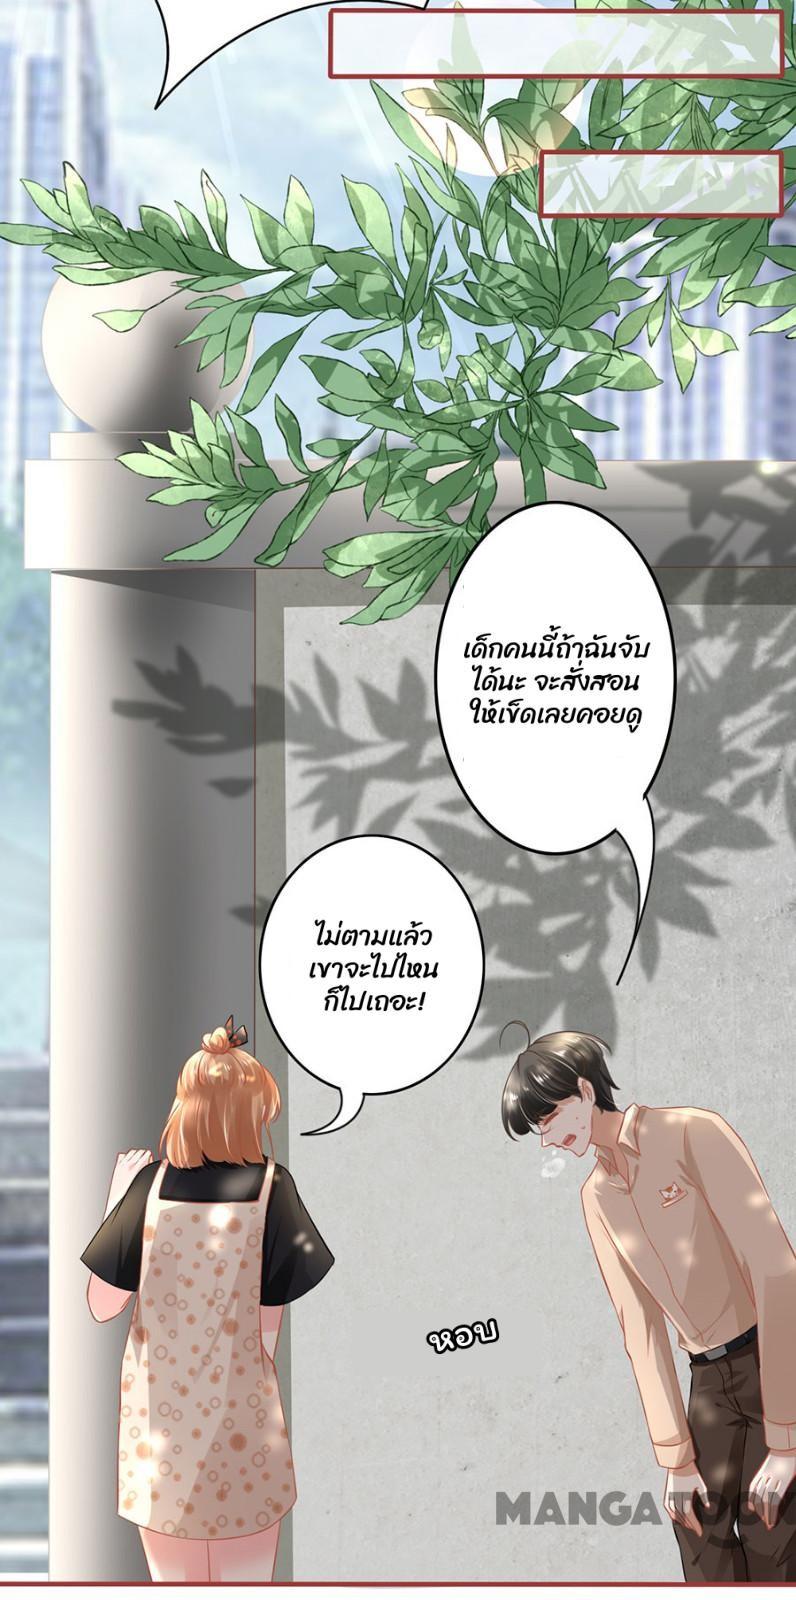 เด็กคนนี้ถ้าฉันจับ
ได้นะ จะสั่งสอน
ให้เข็ดเลยคอยดู
ไม่ตามแล้ว
เขาจะไปไหน
ก็ไปเถอะ!
หอบ
MANGATOON